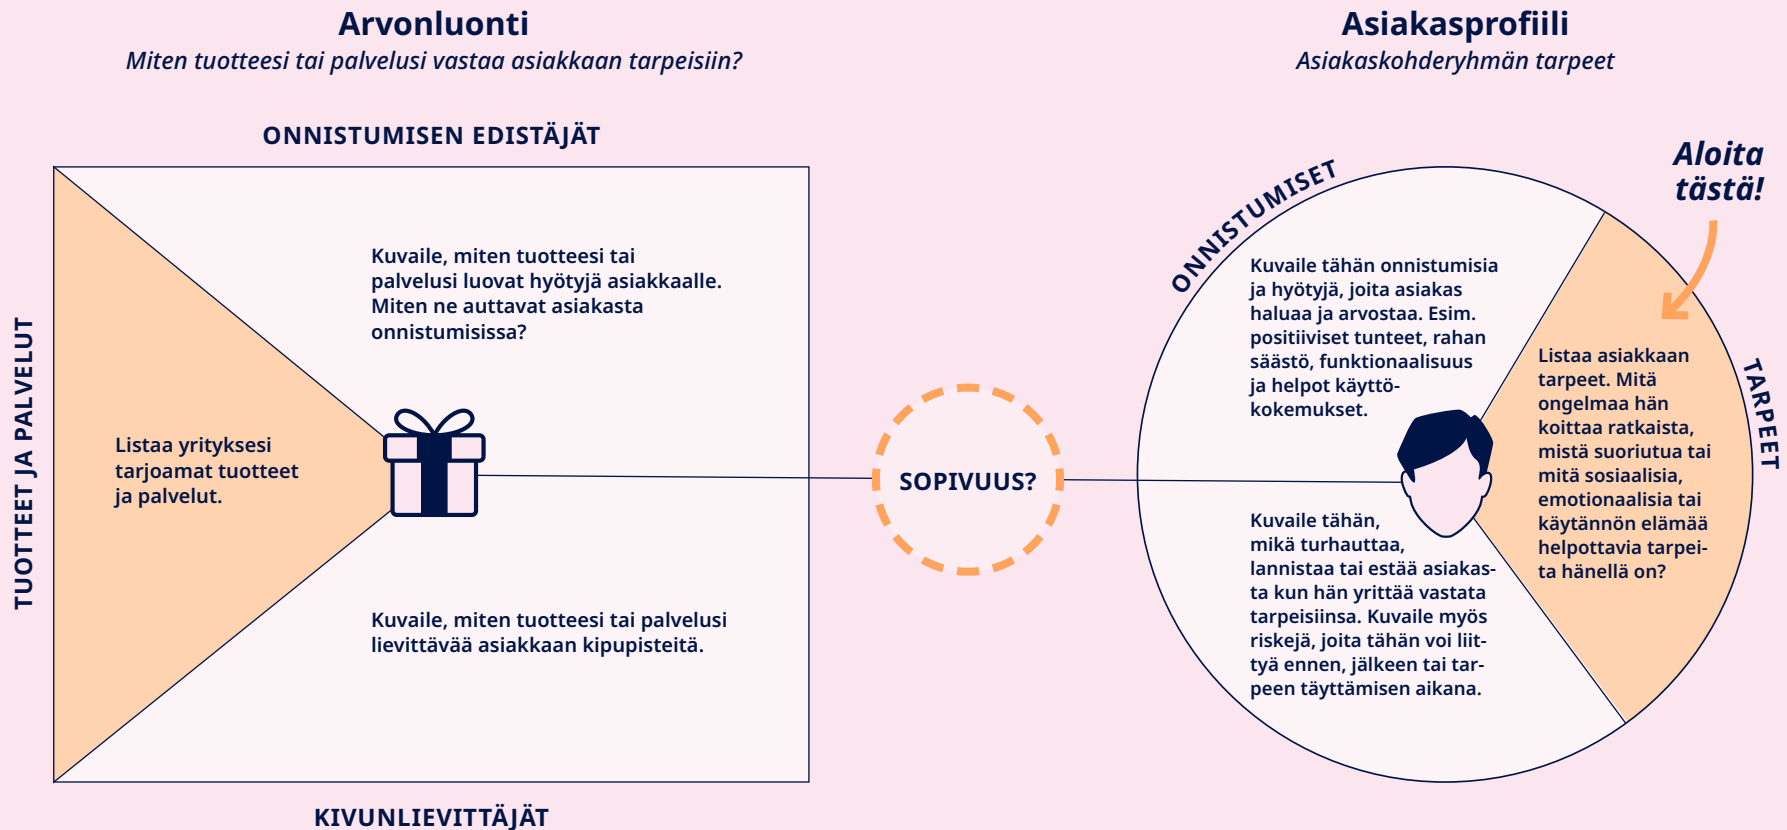 Arvonluonti
Miten tuotteesi tai palvelusi vastaa asiakkaan tarpeisiin?
ONNISTUMISEN EDISTÄJÄT
Kuvaile, miten tuotteesi tai
palvelusi luovat hyötyjä asiakkaalle.
Miten ne auttavat asiakasta
onnistumisissa?
TUOTTEET JA PALVELUT
Listaa yrityksesi
tarjoamat tuotteet
ja palvelut.
Kuvaile, miten tuotteesi tai palvelusi
lievittävää asiakkaan kipupisteitä.
KIVUNLIEVITTÄJÄT
SOPIVUUS?
Asiakasprofiili
Asiakaskohderyhmän tarpeet
Aloita
tästä!
ONNISTUMISET
Kuvaile tähän onnistumisia
ja hyötyjä, joita asiakas
haluaa ja arvostaa. Esim.
positiiviset tunteet, rahan
säästö, funktionaalisuus
ja helpot käyttö-
kokemukset.
TARPEET
Listaa asiakkaan
tarpeet. Mitä
ongelmaa hän
koittaa ratkaista,
mistä suoriutua tai
mitä sosiaalisia,
emotionaalisia tai
käytännön elämää
helpottavia tarpei-
ta hänellä on?
Kuvaile tähän,
mikä turhauttaa,
lannistaa tai estää asiakas-
ta kun hän yrittää vastata
tarpeisiinsa. Kuvaile myös
riskejä, joita tähän voi liit-
tyä ennen, jälkeen tai tar-
peen täyttämisen aikana.